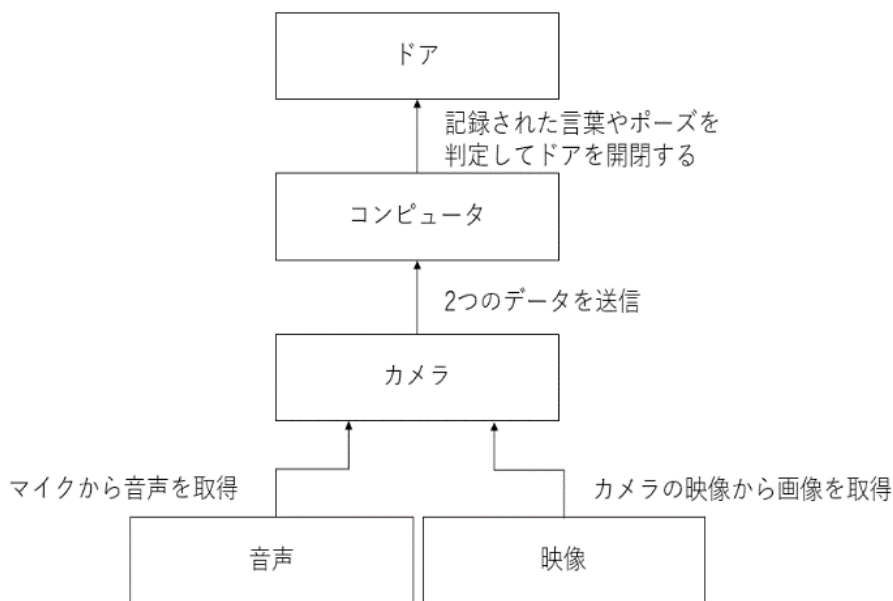 ドア
記録された言葉やポーズを
判定してドアを開閉する
コンピュータ
2つのデータを送信
カメラ
マイクから音声を取得
カメラの映像から画像を取得
音声
映像